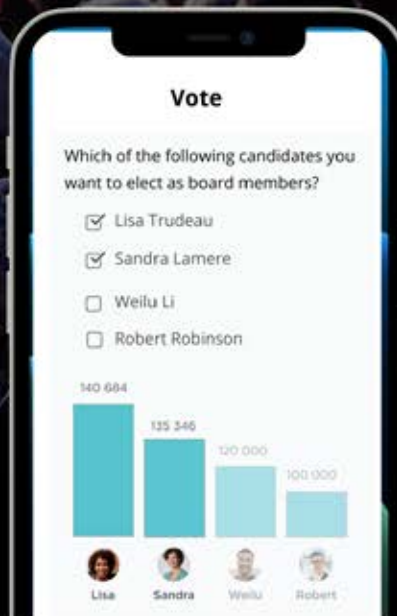 Vote
Which of the following candidates you
want to elect as board members?
Lisa Trudeau
Sandra Lamere
Weilu Li
Robert Robinson
140 684
135 346
120 000
100 000
Lisa Sandra Weilu Robert